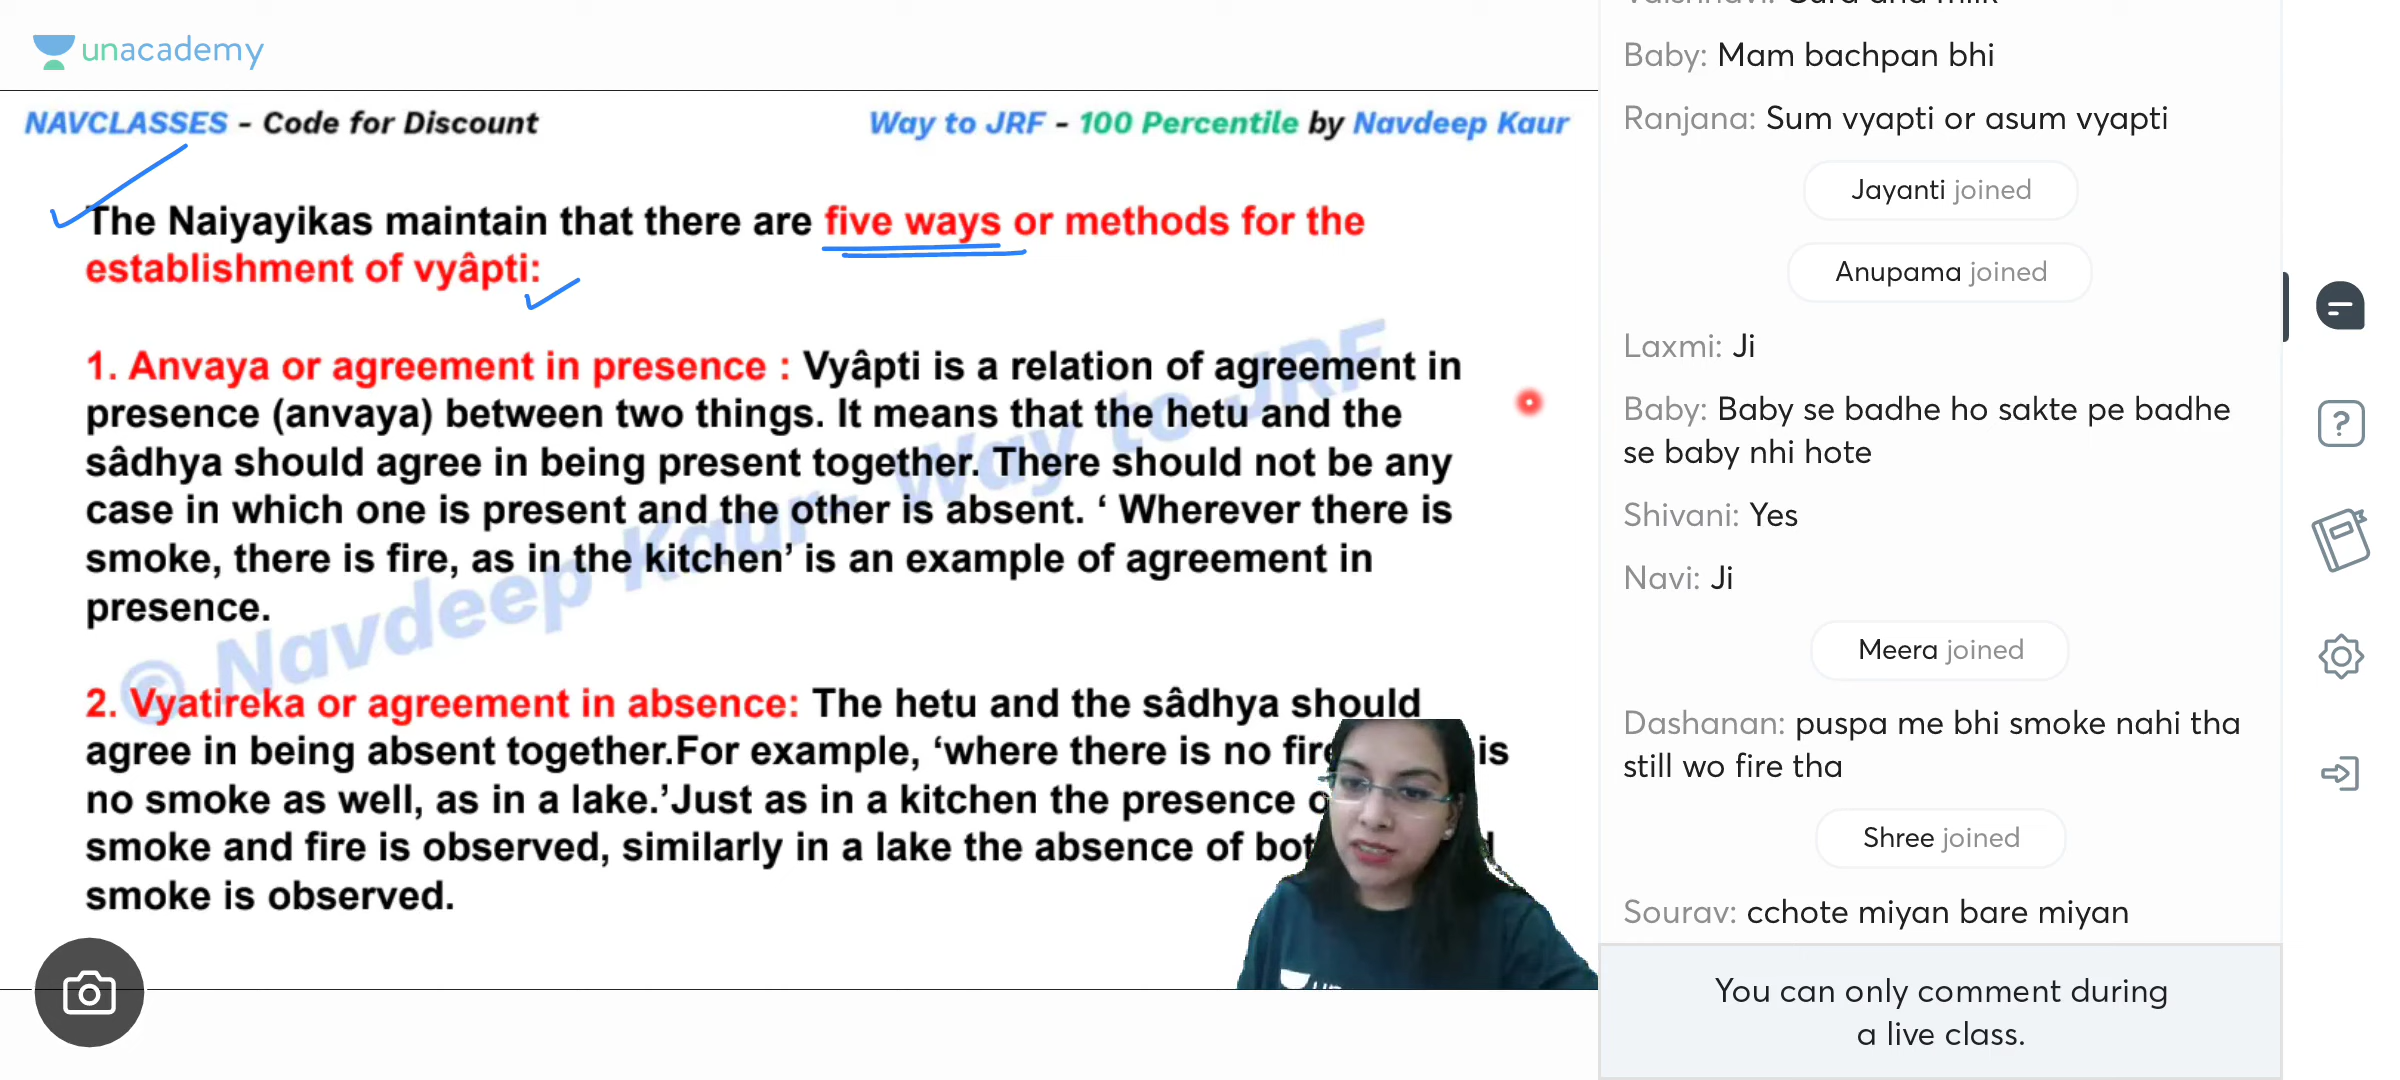 unacademy
NAVCLASSES - Code for Discount
Way to JRF - 100 Percentile by Navdeep Kaur
The Naiyayikas maintain that there are five ways or methods for the
establishment of vyâpti:
1. Anvaya or agreement in presence : Vyâpti is a relation of agreement in
presence (anvaya) between two things. It means that the hetu and the
sâdhya should agree in being present together. There should not be any
case in which one is present and the other is absent. ‘ Wherever there is
smoke, there is fire, as in the kitchen’ is an example of agreement in
presence.
2. Vyatireka or agreement in absence: The hetu and the sâdhya should
agree in being absent together.For example, ‘where there is no fire is
no smoke as well, as in a lake.’Just as in a kitchen the presence
smoke and fire is observed, similarly in a lake the absence of
smoke is observed.
© Navdeep Kaur- Way to JRF
Curd and milk
Baby: Mam bachpan bhi
Ranjana: Sum vyapti or asum vyapti
Jayanti joined
Anupama joined
Laxmi: Ji
Baby: Baby se badhe ho sakte pe badhe
se baby nhi hote
Shivani: Yes
Navi: Ji
Meera joined
Dashanan: puspa me bhi smoke nahi tha
still wo fire tha
Shree joined
Sourav: cchote miyan bare miyan
You can only comment during
a live class.